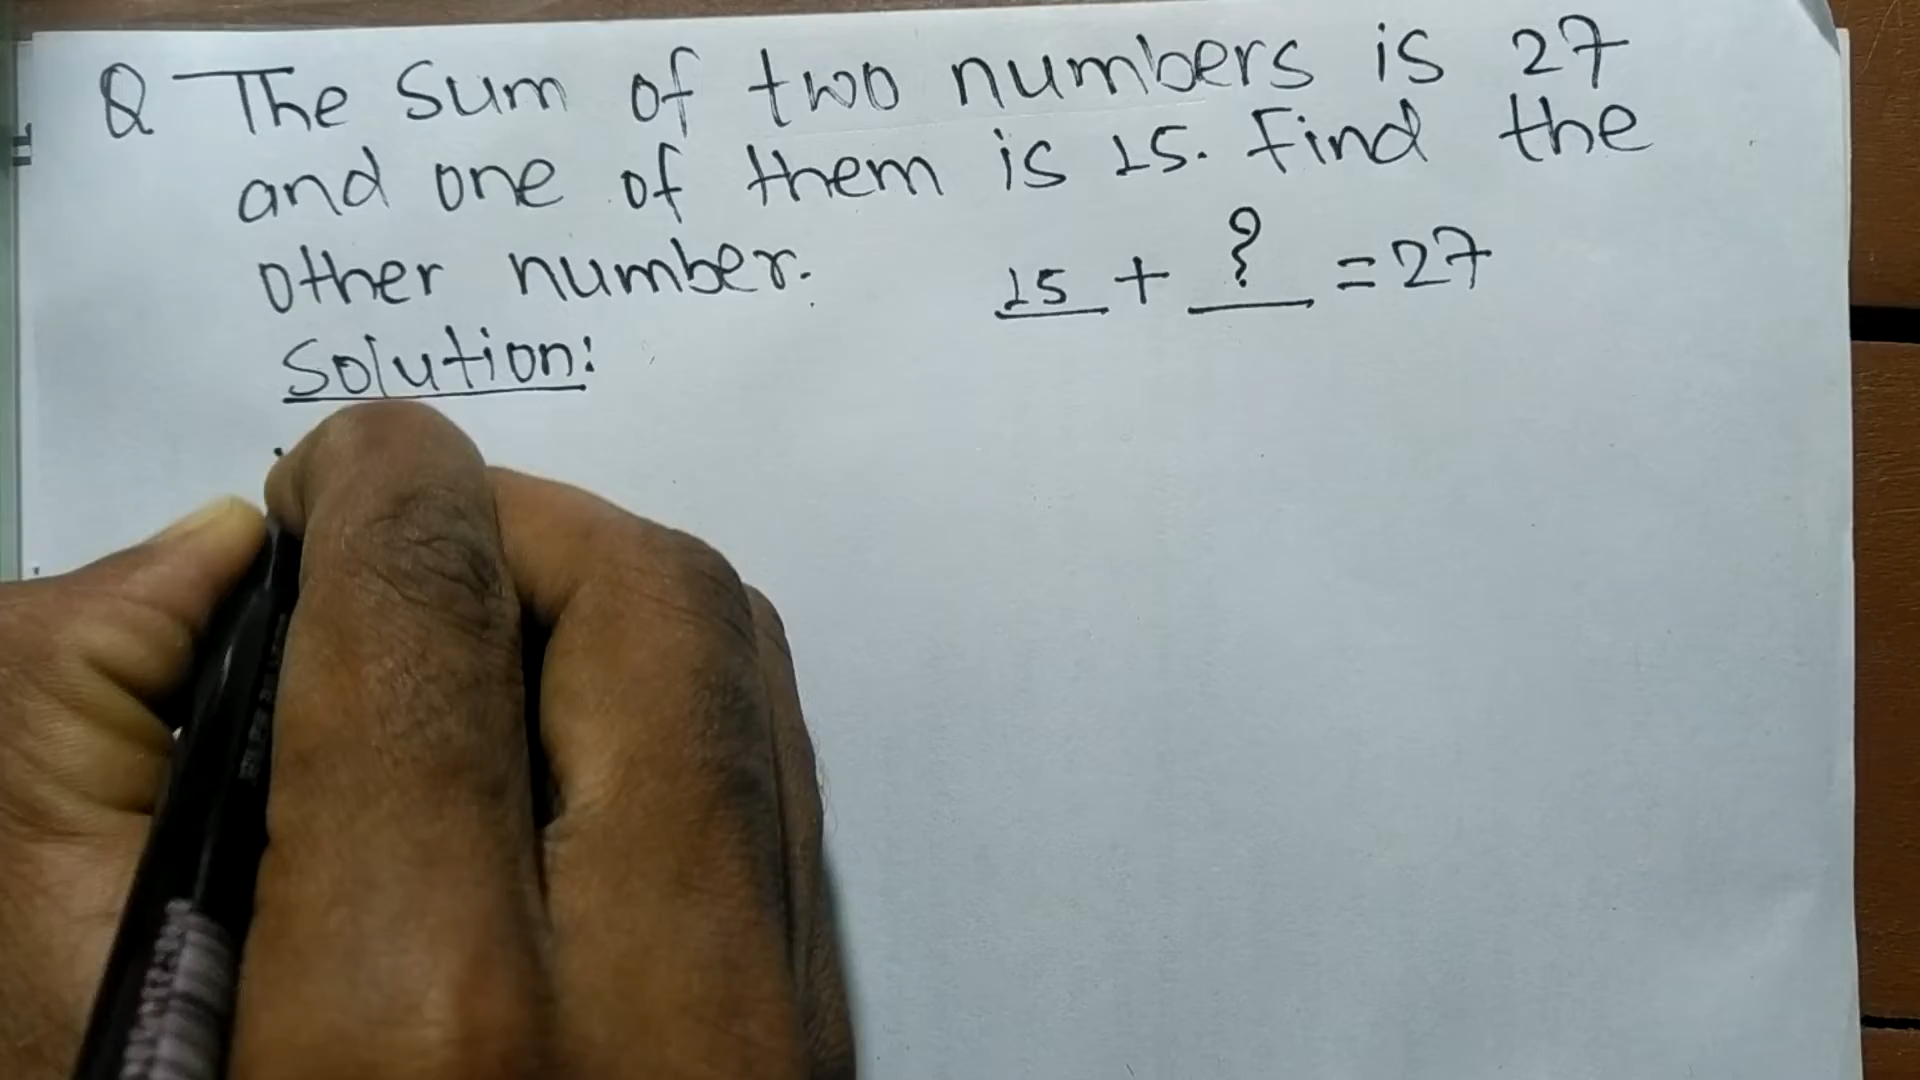 Q The sum of two numbers is 27
and one of them is 15. Find the
other number. 15 + ? = 27
Solution: